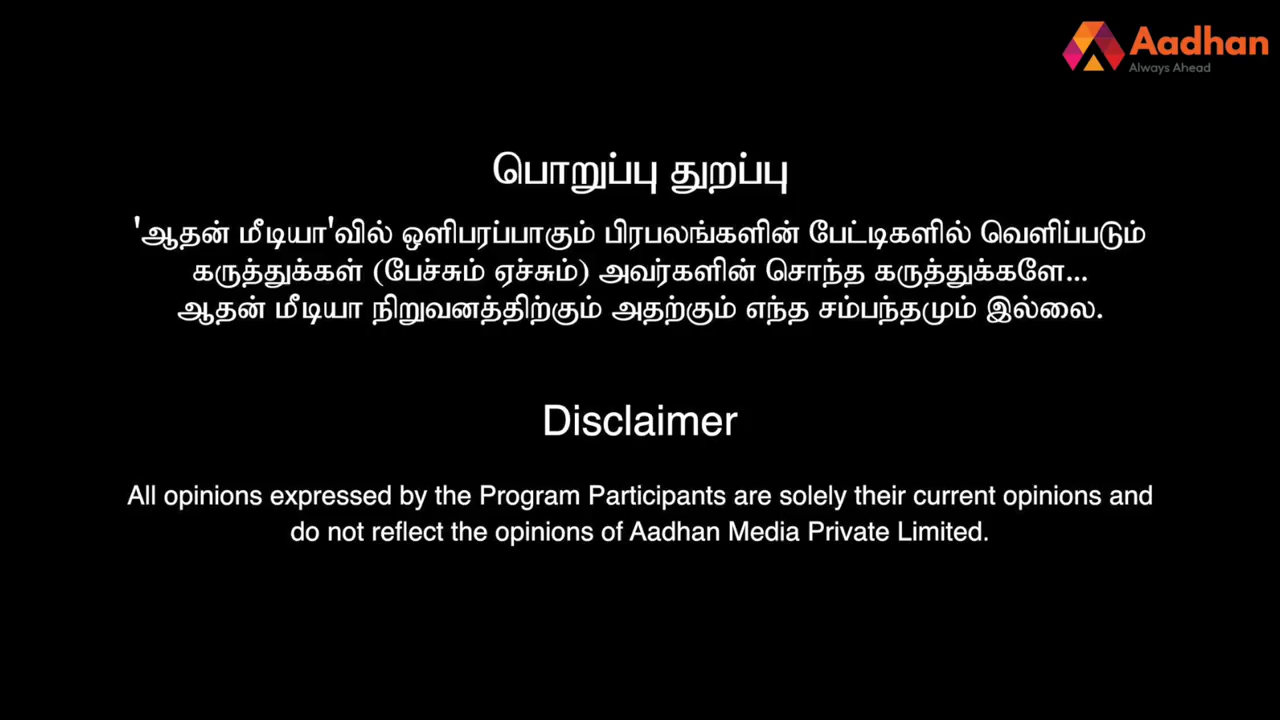 Aadhan
Always Ahead
பொறுப்பு துறப்பு
'ஆதன் மீடியா'வில் ஒளிபரப்பாகும் பிரபலங்களின் பேட்டிகளில் வெளிப்படும்
கருத்துக்கள் (பேச்சும் ஏச்சும்) அவர்களின் சொந்த கருத்துக்களே...
ஆதன் மீடியா நிறுவனத்திற்கும் அதற்கும் எந்த சம்பந்தமும் இல்லை.
Disclaimer
All opinions expressed by the Program Participants are solely their current opinions and
do not reflect the opinions of Aadhan Media Private Limited.